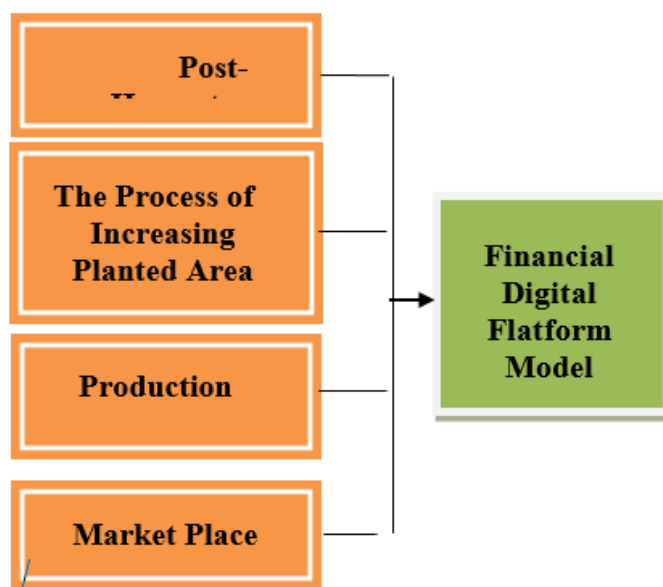 Post-
The Process of
Increasing
Planted Area
Production
Market Place
Financial
Digital
Flatform
Model